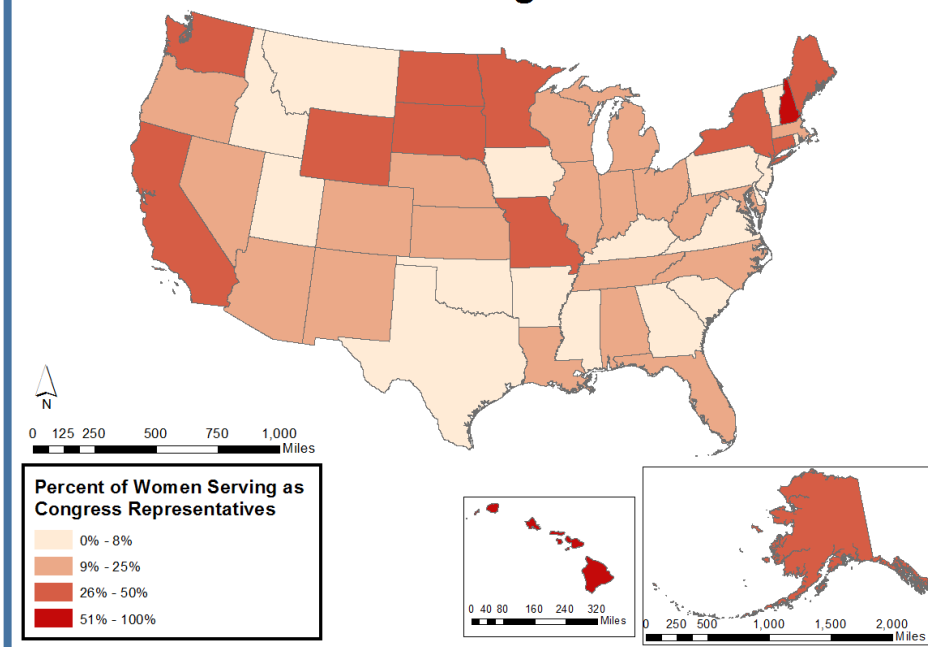 N
0 125 250 500 750 1,000
Miles
Percent of Women Serving as
Congress Representatives
0% - 8%
9% - 25%
26% - 50%
51% - 100%
0 40 80 160 240 320
Miles
0 250 500 1,000 1,500 2,000
Miles